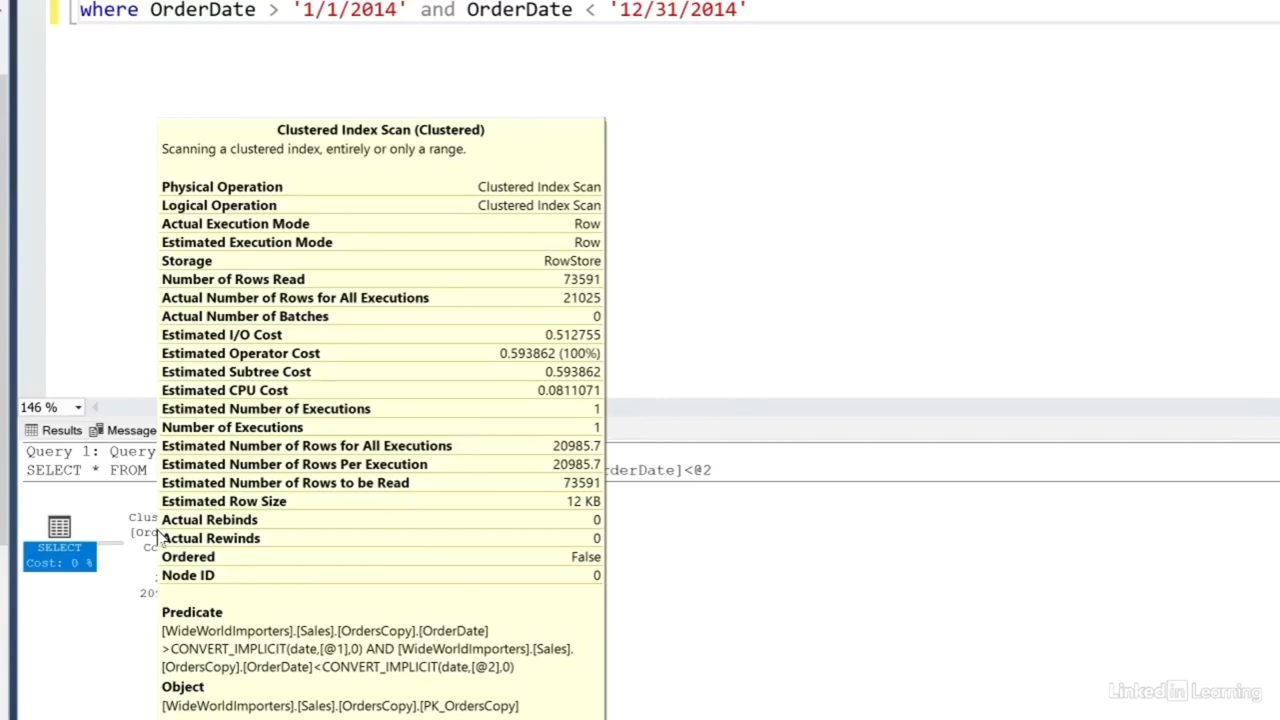 where OrderDate > '1/1/2014' and OrderDate < '12/31/2014'
Clustered Index Scan (Clustered)
Scanning a clustered index, entirely or only a range.
Physical Operation Clustered Index Scan
Logical Operation Clustered Index Scan
Actual Execution Mode Row
Estimated Execution Mode Row
Storage RowStore
Number of Rows Read 73591
Actual Number of Rows for All Executions 21025
Actual Number of Batches 0
Estimated I/O Cost 0.512755
Estimated Operator Cost 0.593862 (100%)
Estimated Subtree Cost 0.593862
Estimated CPU Cost 0.0811071
Estimated Number of Executions 1
Number of Executions 1
Estimated Number of Rows for All Executions 20985.7
Estimated Number of Rows Per Execution 20985.7
Estimated Number of Rows to be Read 73591
Estimated Row Size 12 KB
Actual Rebinds 0
Actual Rewinds 0
Ordered False
Node ID 0
Predicate
[WideWorldImporters].[Sales].[OrdersCopy].[OrderDate]
>CONVERT_IMPLICIT(date,[@1],0) AND [WideWorldImporters].[Sales].
[OrdersCopy].[OrderDate]<CONVERT_IMPLICIT(date,[@2],0)
Object
[WideWorldImporters].[Sales].[OrdersCopy].[PK_OrdersCopy]
146 %
Results Message
Query 1: Query
SELECT * FROM rderDate]<@2
Clus
[Ord
Co
209
SELECT
Cost: 0 %
Linked in Learning